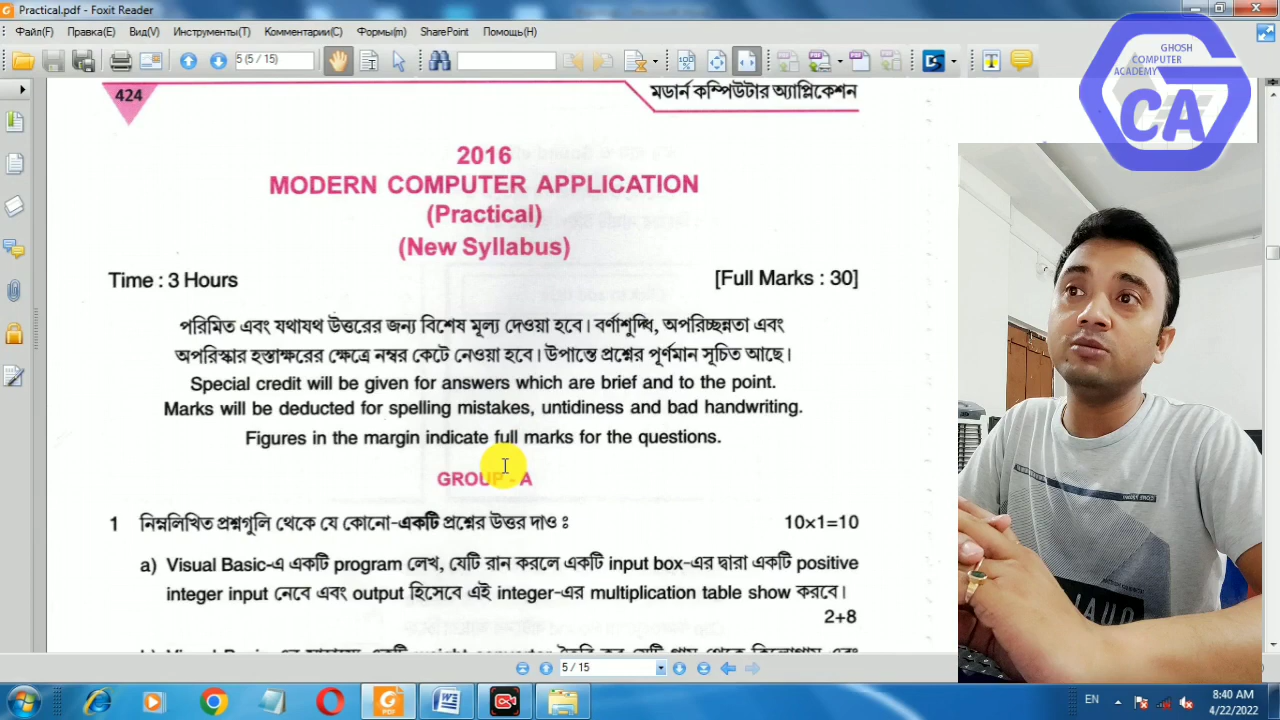 Practical.pdf - Foxit Reader
Файл(F) Правка(E) Вид(V) Инструменты(T) Комментарии(C) Формы(m) SharePoint Помощь(H)
5 (5 / 15)
GHOSH
COMPUTER
ACADEMY
CA
424
মডার্ন কম্পিউটার অ্যাপ্লিকেশন
2016
MODERN COMPUTER APPLICATION
(Practical)
(New Syllabus)
Time : 3 Hours [Full Marks : 30]
পরিমিত এবং যথাযথ উত্তরের জন্য বিশেষ মূল্য দেওয়া হবে। বর্ণাশুদ্ধি, অপরিচ্ছন্নতা এবং
অপরিস্কার হস্তাক্ষরের ক্ষেত্রে নম্বর কেটে নেওয়া হবে। উপান্তে প্রশ্নের পূর্ণমান সূচিত আছে।
Special credit will be given for answers which are brief and to the point.
Marks will be deducted for spelling mistakes, untidiness and bad handwriting.
Figures in the margin indicate full marks for the questions.
GROUP - A
1 নিম্নলিখিত প্রশ্নগুলি থেকে যে কোনো-একটি প্রশ্নের উত্তর দাও ঃ 10×1=10
a) Visual Basic-এ একটি program লেখ, যেটি রান করলে একটি input box-এর দ্বারা একটি positive
integer input নেবে এবং output হিসেবে এই integer-এর multiplication table show করবে।
2+8
5 / 15
EN
8:40 AM
4/22/2022